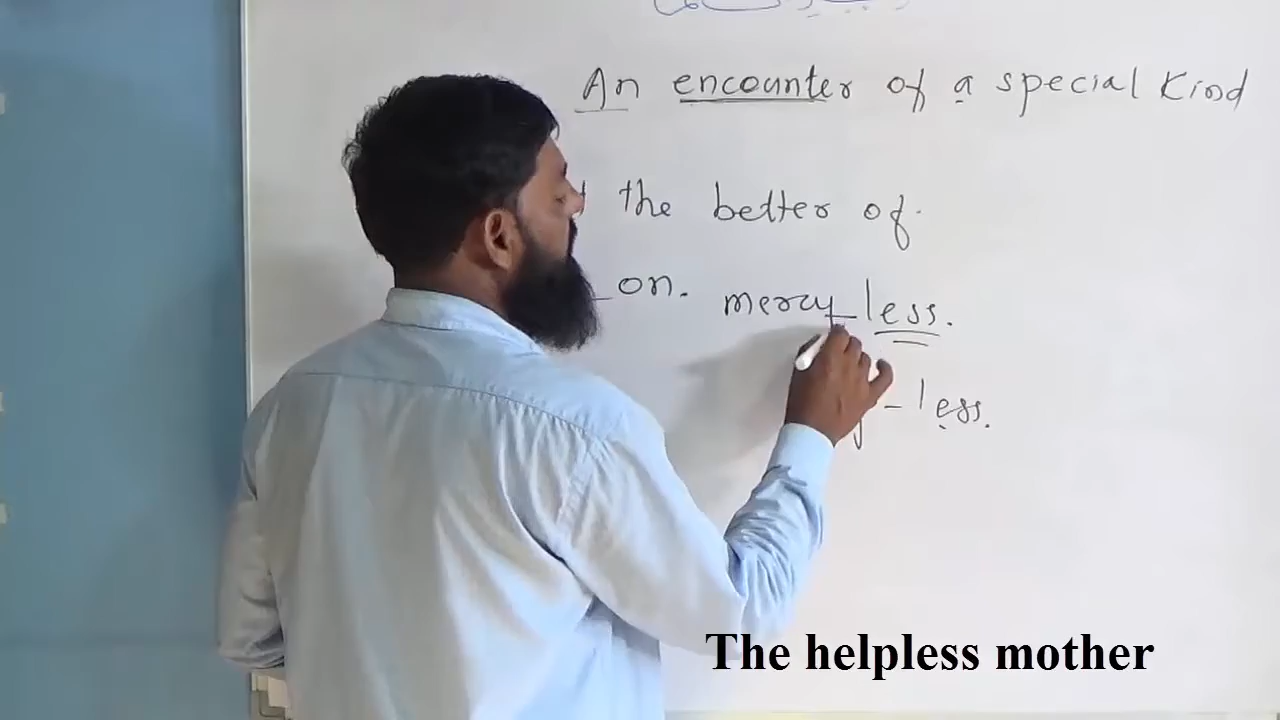 An encounter of a special Kind
the better of.
on. mercy-less.
-less.
The helpless mother